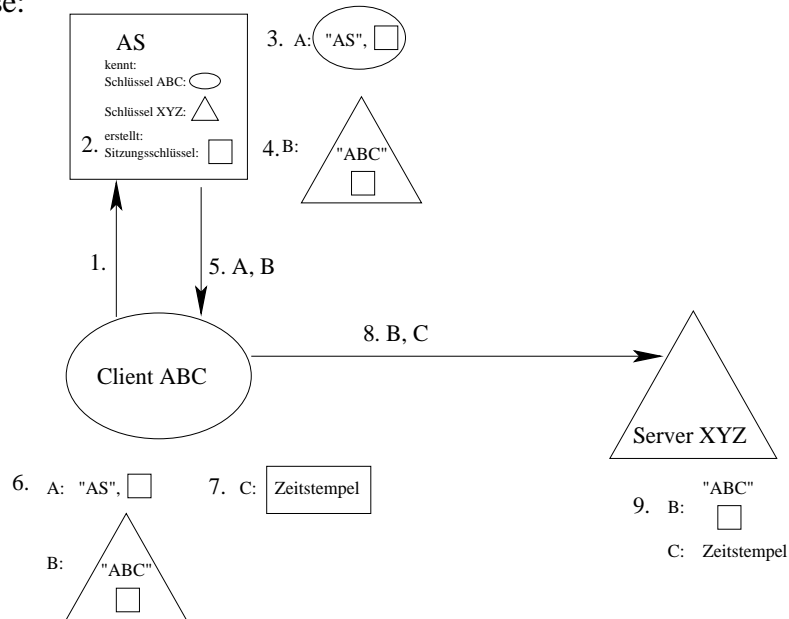 se:
AS
kennt:
Schlüssel ABC:
Schlüssel XYZ:
2. erstellt:
Sitzungsschlüssel:
3. A: "AS",
4. B: "ABC"
1.
5. A, B
8. B, C
Client ABC
Server XYZ
6. A: "AS",
7. C: Zeitstempel
B: "ABC"
9. B: "ABC"
C: Zeitstempel